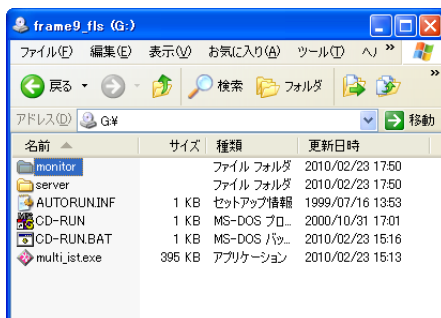 frame9_fls (G:)
ファイル(F) 編集(E) 表示(V) お気に入り(A) ツール(T) ヘ) »
戻る 検索 フォルダ »
アドレス(D) G:¥ 移動
名前 サイズ 種類 更新日時
monitor ファイル フォルダ 2010/02/23 17:50
server ファイル フォルダ 2010/02/23 17:50
AUTORUN.INF 1 KB セットアップ情報 1999/07/16 13:53
CD-RUN 1 KB MS-DOS プロ... 2000/10/31 17:01
CD-RUN.BAT 1 KB MS-DOS バッ... 2010/02/23 15:16
multi_ist.exe 395 KB アプリケーション 2010/02/23 15:13